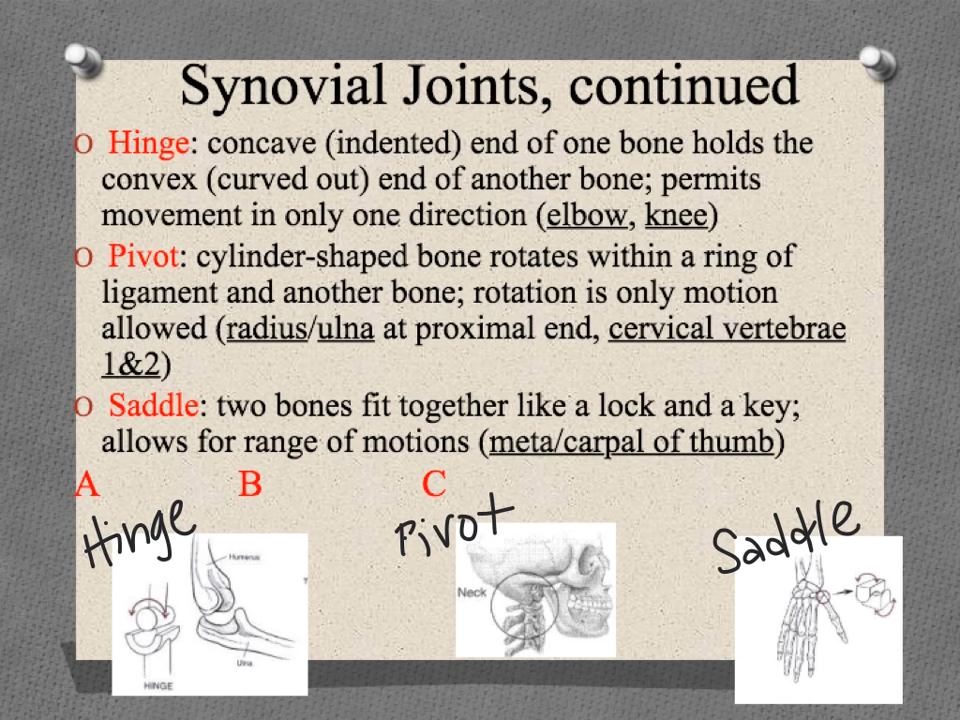 Synovial Joints, continued
O Hinge: concave (indented) end of one bone holds the
convex (curved out) end of another bone; permits
movement in only one direction (elbow, knee)
O Pivot: cylinder-shaped bone rotates within a ring of
ligament and another bone; rotation is only motion
allowed (radius/ulna at proximal end, cervical vertebrae
1&2)
O Saddle: two bones fit together like a lock and a key;
allows for range of motions (meta/carpal of thumb)
A B C
Hinge Pivot Saddle
Humerus
T
Neck
Ulna
HINGE